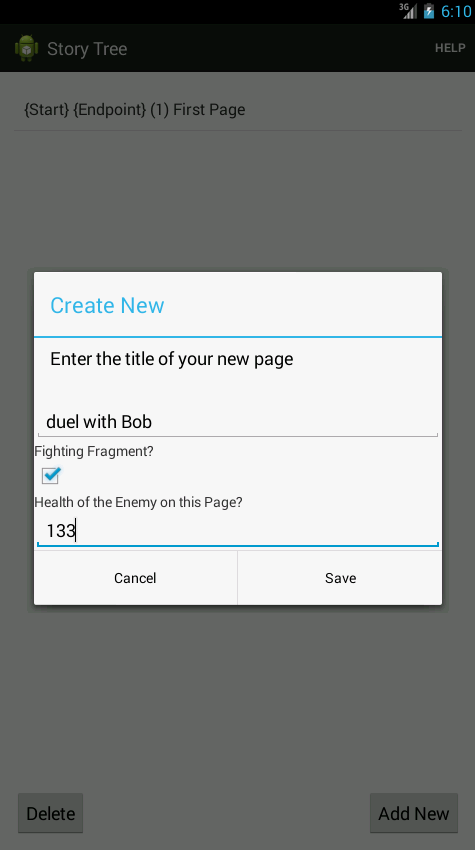 3G 6:10
Story Tree HELP
{Start} {Endpoint} (1) First Page
Create New
Enter the title of your new page
duel with Bob
Fighting Fragment?
Health of the Enemy on this Page?
133
Cancel Save
Delete Add New